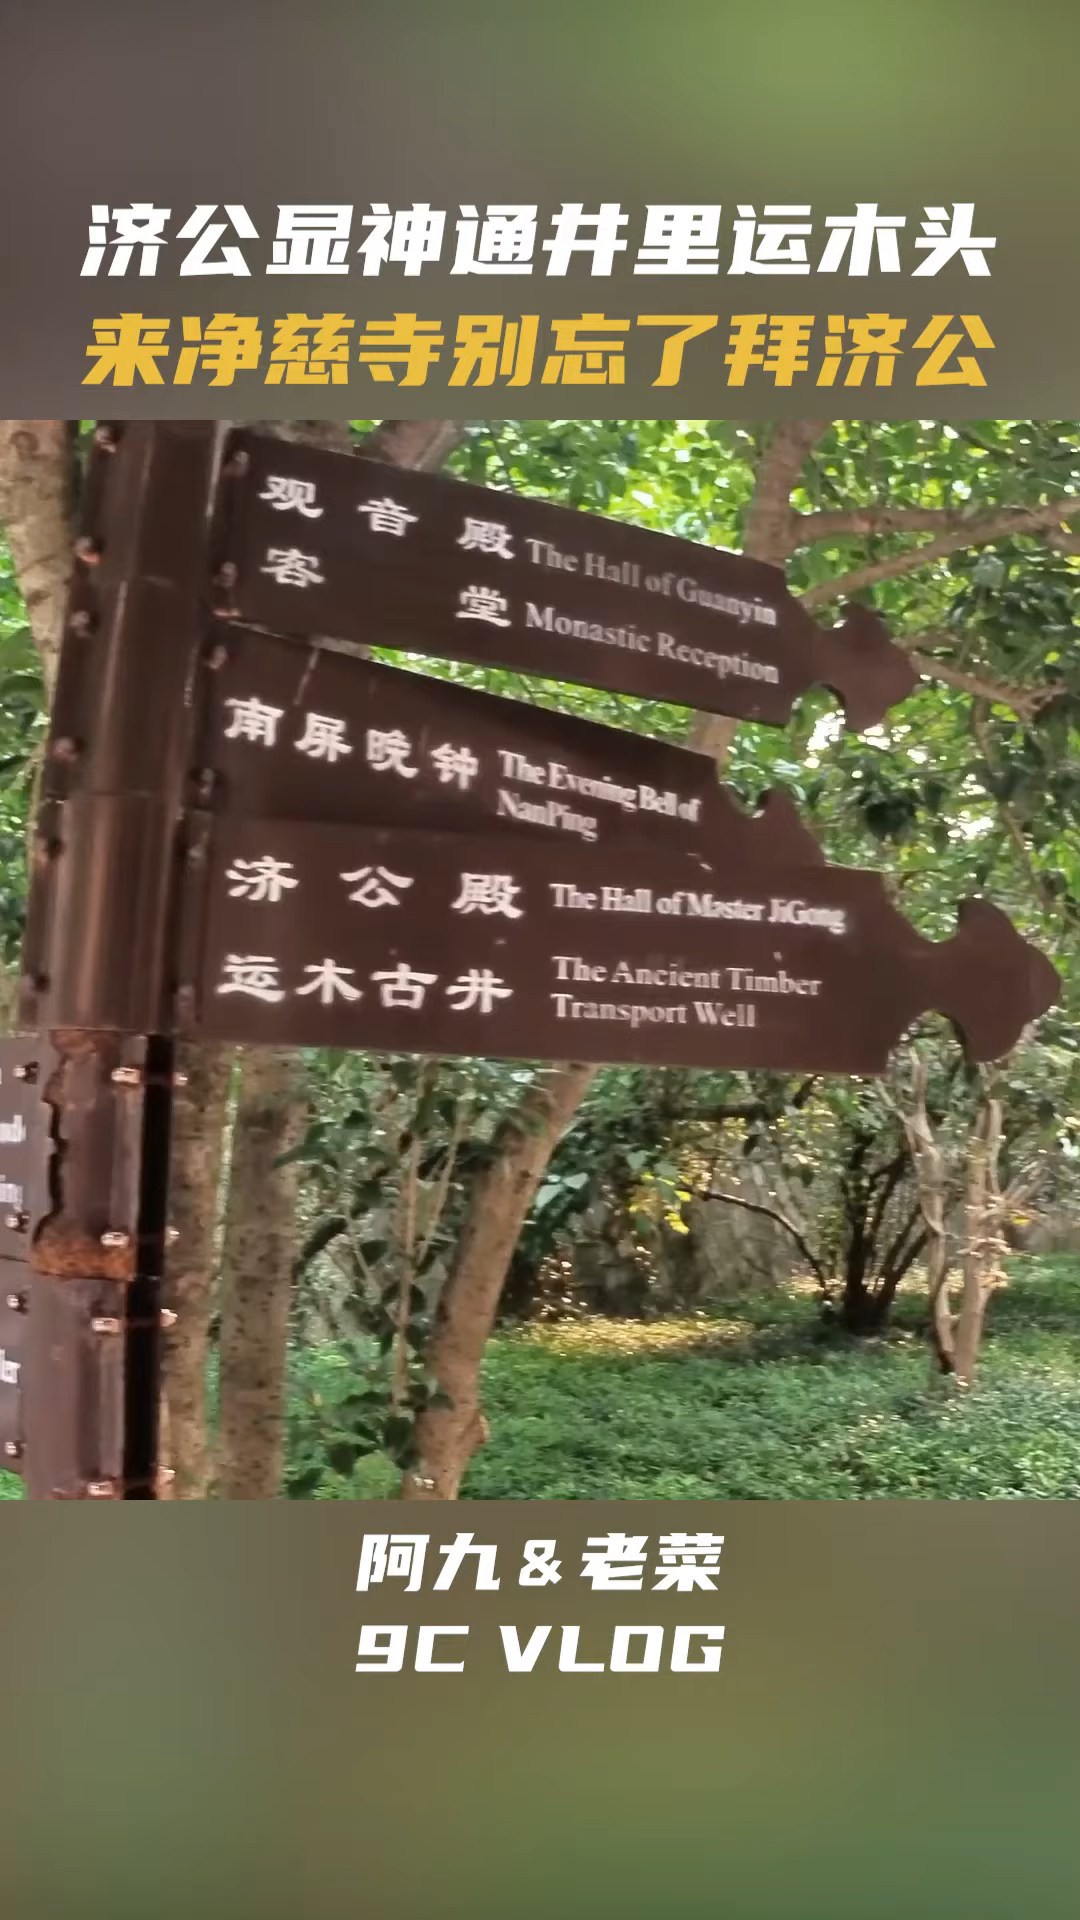 济公显神通井里运木头
来净慈寺别忘了拜济公
观音殿 The Hall of Guanyin
客堂 Monastic Reception
南屏晚钟 The Evening Bell of
NanPing
济公殿 The Hall of Master JiGong
运木古井 The Ancient Timber
Transport Well
阿九&老菜
9C VLOG